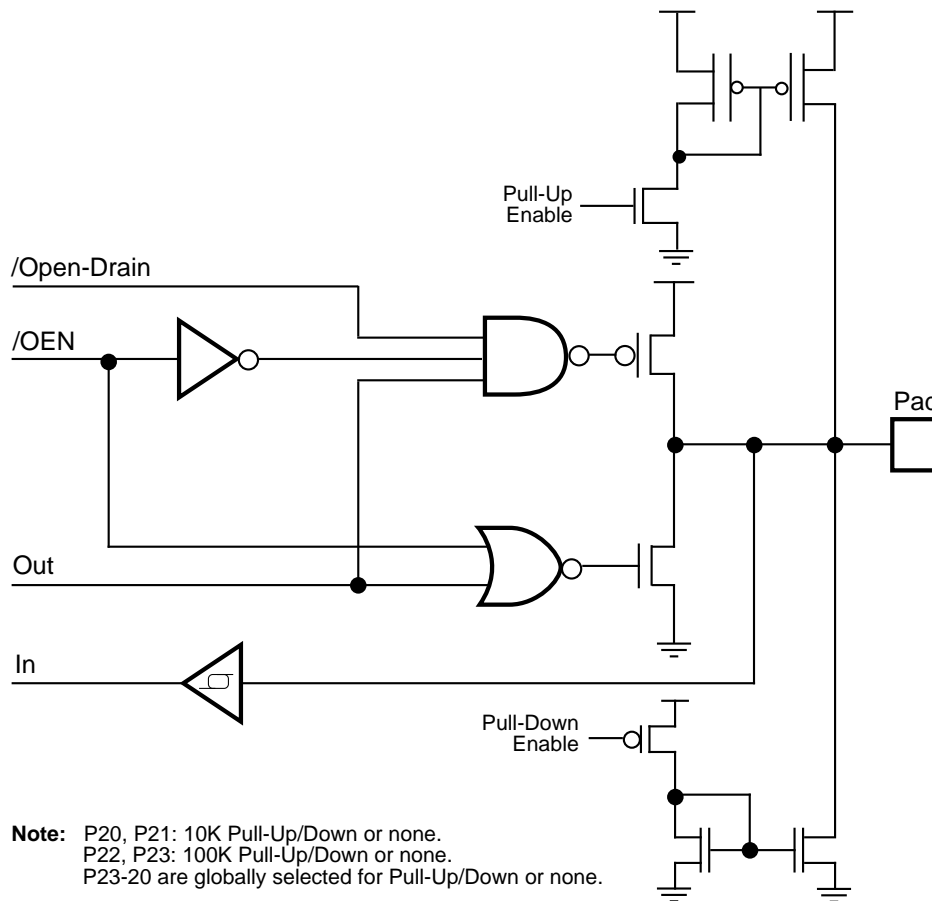 Pull-Up
Enable
/Open-Drain
/OEN
Pad
Out
In
Pull-Down
Enable
Note: P20, P21: 10K Pull-Up/Down or none.
P22, P23: 100K Pull-Up/Down or none.
P23-20 are globally selected for Pull-Up/Down or none.